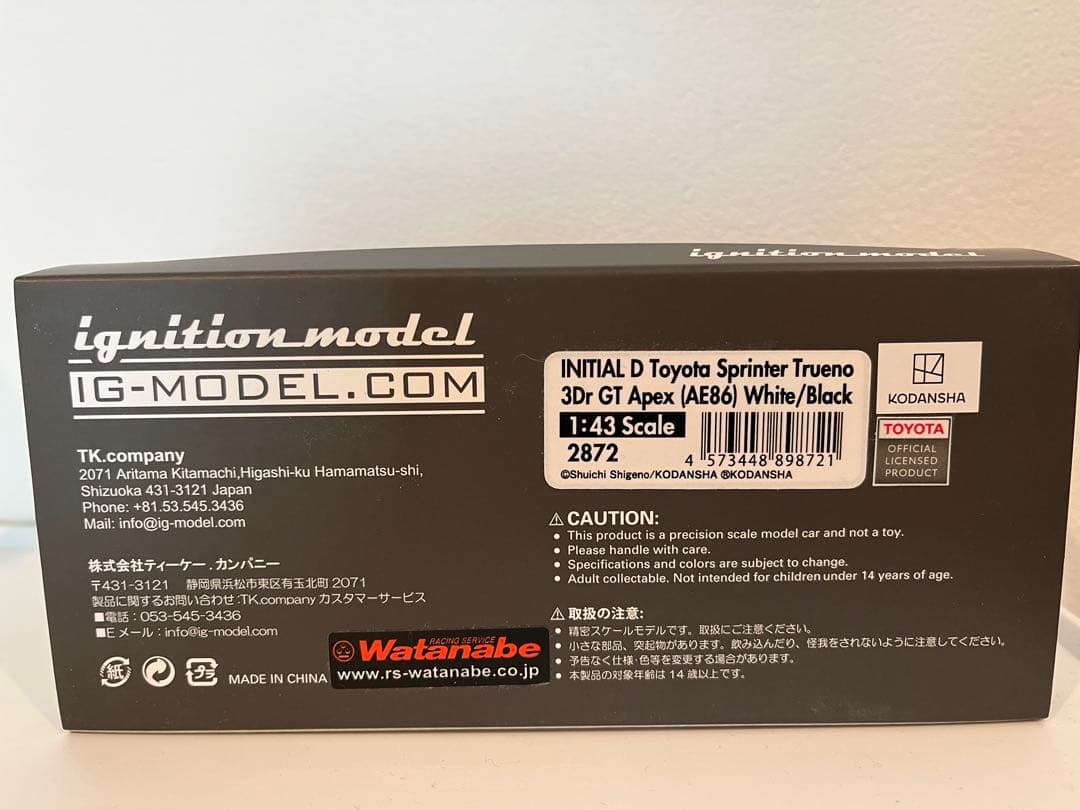 ignition model
ignition model
IG-MODEL.COM
TK.company
2071 Aritama Kitamachi,Higashi-ku Hamamatsu-shi,
Shizuoka 431-3121 Japan
Phone: +81.53.545.3436
Mail: info@ig-model.com
株式会社ティーケー．カンパニー
〒431-3121 静岡県浜松市東区有玉北町 2071
製品に関するお問い合わせ:TK.company カスタマーサービス
■電話：053-545-3436
■E メール：info@ig-model.com
紙
プラ
MADE IN CHINA
RACING SERVICE
Watanabe
www.rs-watanabe.co.jp
INITIAL D Toyota Sprinter Trueno
3Dr GT Apex (AE86) White/Black
1:43 Scale
2872
4 573448 898721
©Shuichi Shigeno/KODANSHA ®KODANSHA
KODANSHA
TOYOTA
OFFICIAL
LICENSED
PRODUCT
⚠ CAUTION:
• This product is a precision scale model car and not a toy.
• Please handle with care.
• Specifications and colors are subject to change.
• Adult collectable. Not intended for children under 14 years of age.
⚠ 取扱の注意:
• 精密スケールモデルです。取扱にご注意ください。
• 小さな部品、突起物があります。飲み込んだり、怪我をされないように注意してください。
• 予告なく仕様·色等を変更する場合があります。
• 本製品の対象年齢は 14 歳以上です。